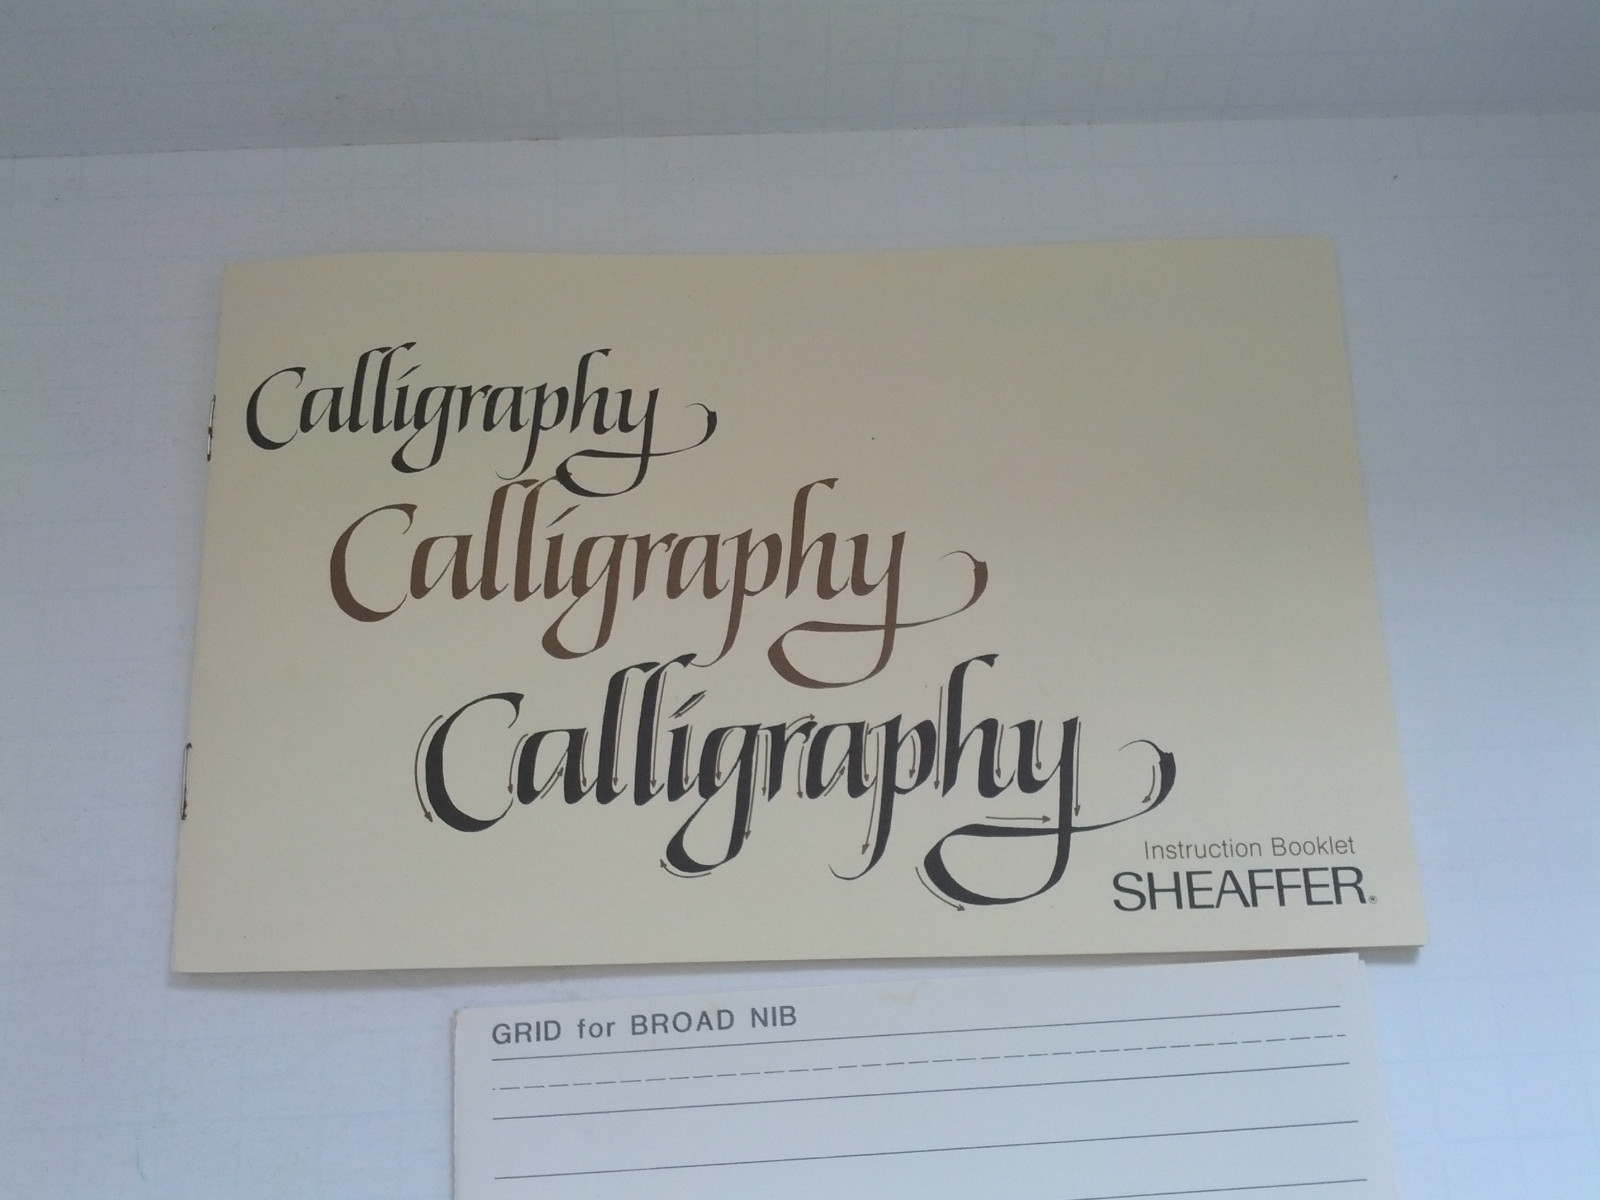 Calligraphy
Calligraphy
Calligraphy
Instruction Booklet
SHEAFFER®
GRID for BROAD NIB